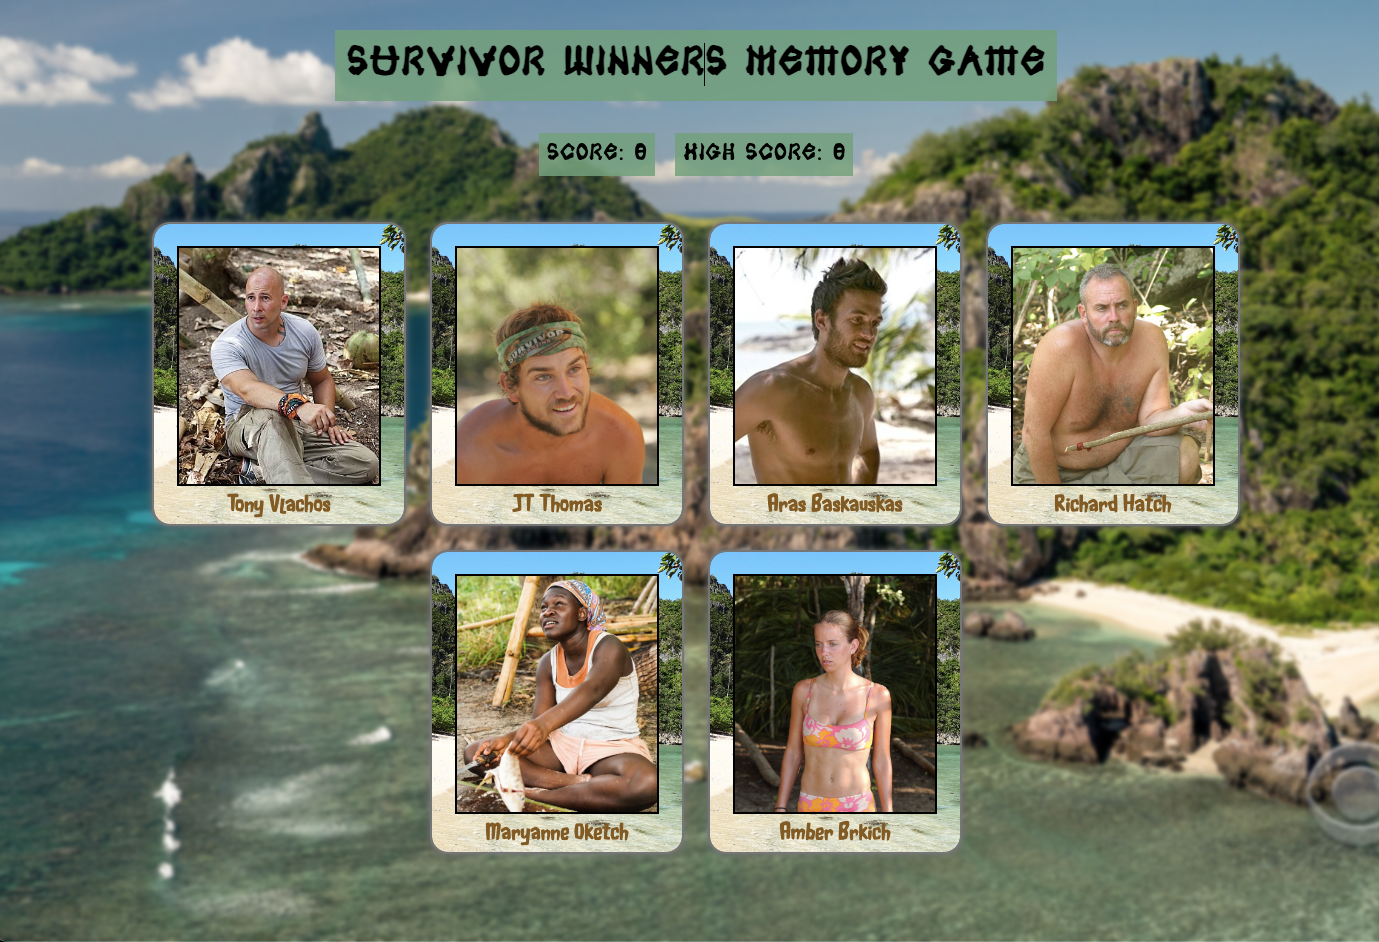 SURVIVOR WINNERS MEMORY GAME
SCORE: 0 HIGH SCORE: 0
SURVIVOR
Tony Vlachos JT Thomas Aras Baskauskas Richard Hatch
Maryanne Oketch Amber Brkich